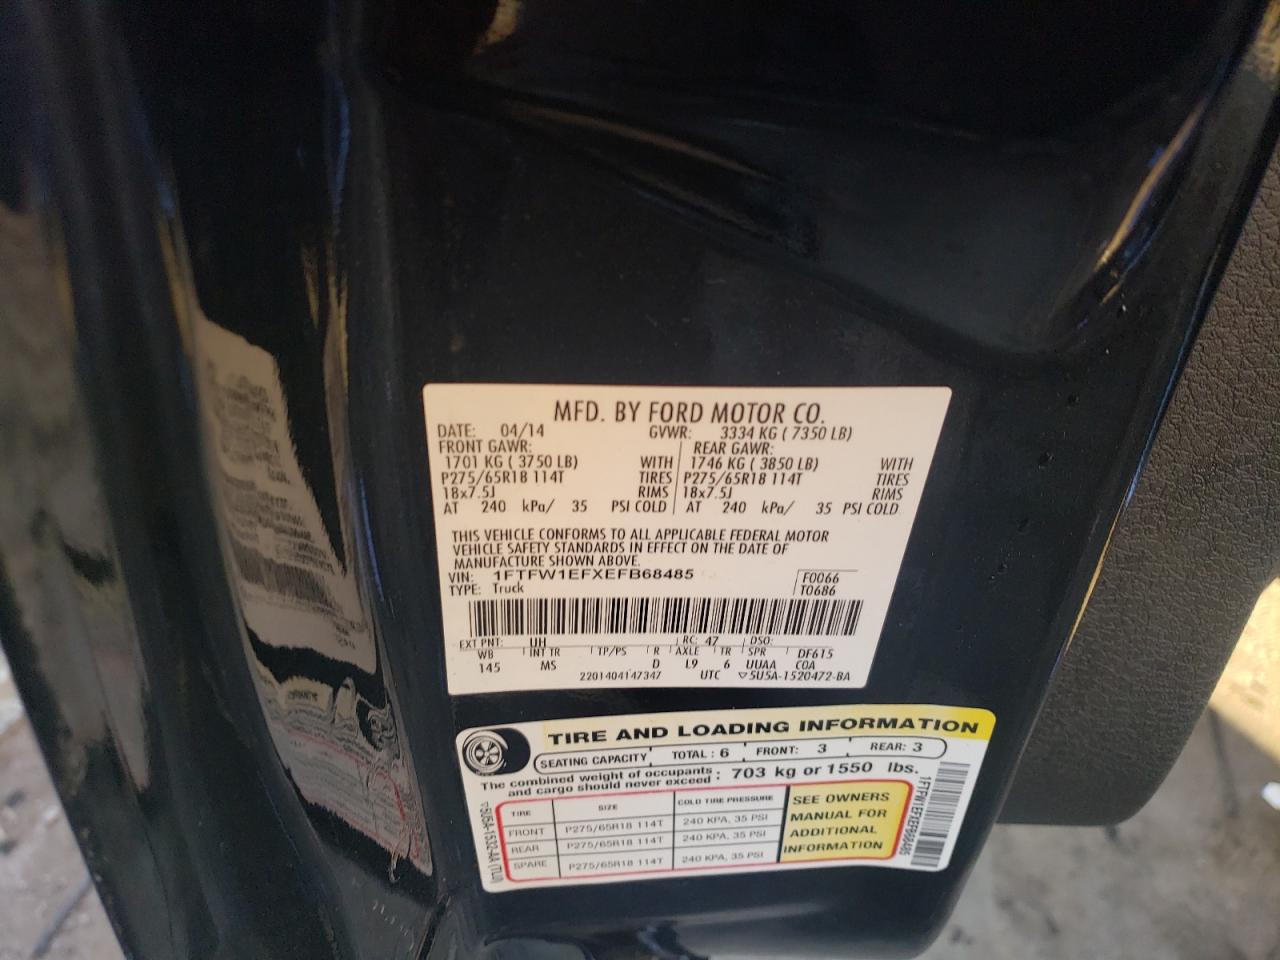 MFD. BY FORD MOTOR CO.
DATE: 04/14 GVWR: 3334 KG ( 7350 LB)
FRONT GAWR: REAR GAWR:
1701 KG ( 3750 LB) WITH 1746 KG ( 3850 LB) WITH
P275/65R18 114T TIRES P275/65R18 114T TIRES
18x7.5J RIMS 18x7.5J RIMS
AT 240 kPa/ 35 PSI COLD AT 240 kPa/ 35 PSI COLD
THIS VEHICLE CONFORMS TO ALL APPLICABLE FEDERAL MOTOR
VEHICLE SAFETY STANDARDS IN EFFECT ON THE DATE OF
MANUFACTURE SHOWN ABOVE.
VIN: 1FTFW1EFXEFB68485 F0066
TYPE: Truck T0686
EXT PNT: UH RC: 47 DSO:
WB INT TR TP/PS R AXLE TR SPR DF615
145 MS D L9 6 UUAA COA
2201404147347 UTC ▽5U5A-1520472-BA
TIRE AND LOADING INFORMATION
SEATING CAPACITY TOTAL : 6 FRONT: 3 REAR: 3
The combined weight of occupants and cargo should never exceed : 703 kg or 1550 lbs.
TIRE SIZE COLD TIRE PRESSURE
FRONT P275/65R18 114T 240 KPA, 35 PSI
REAR P275/65R18 114T 240 KPA, 35 PSI
SPARE P275/65R18 114T 240 KPA, 35 PSI
SEE OWNERS
MANUAL FOR
ADDITIONAL
INFORMATION
▽5U5A-1532-AA (TLU)
1FTFW1EFXEFB68485